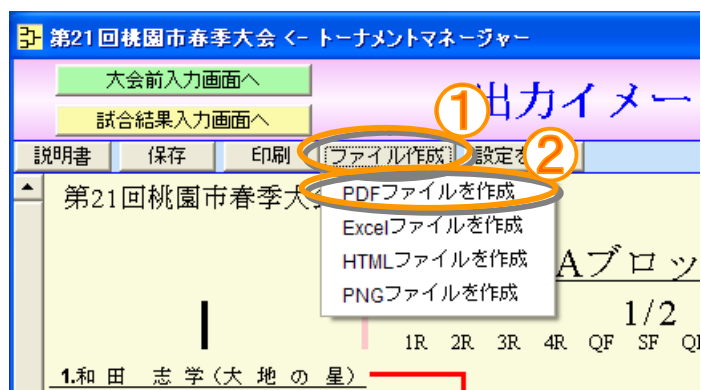 第21回桃園市春季大会 <- トーナメントマネージャー
大会前入力画面へ
試合結果入力画面へ
① 出力イメー
説明書 保存 印刷 ファイル作成 設定を
②
第21回桃園市春季大
PDFファイルを作成
Excelファイルを作成
HTMLファイルを作成
PNGファイルを作成
Aブロッ
1/2
1R 2R 3R 4R QF SF
1.和田 志学(大地の星)